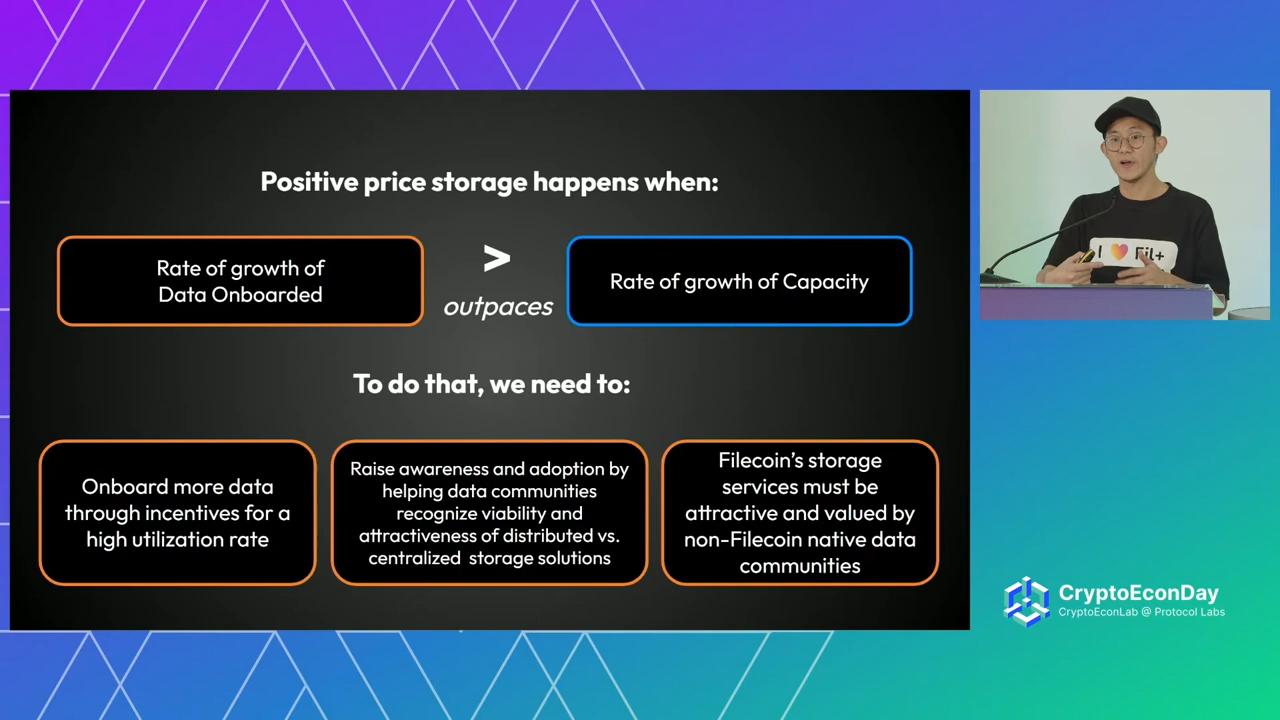 Positive price storage happens when:
Rate of growth of
Data Onboarded
>
outpaces
Rate of growth of Capacity
To do that, we need to:
Onboard more data
through incentives for a
high utilization rate
Raise awareness and adoption by
helping data communities
recognize viability and
attractiveness of distributed vs.
centralized storage solutions
Filecoin's storage
services must be
attractive and valued by
non-Filecoin native data
communities
I ❤️ Fil+
CryptoEconDay
CryptoEconLab @ Protocol Labs